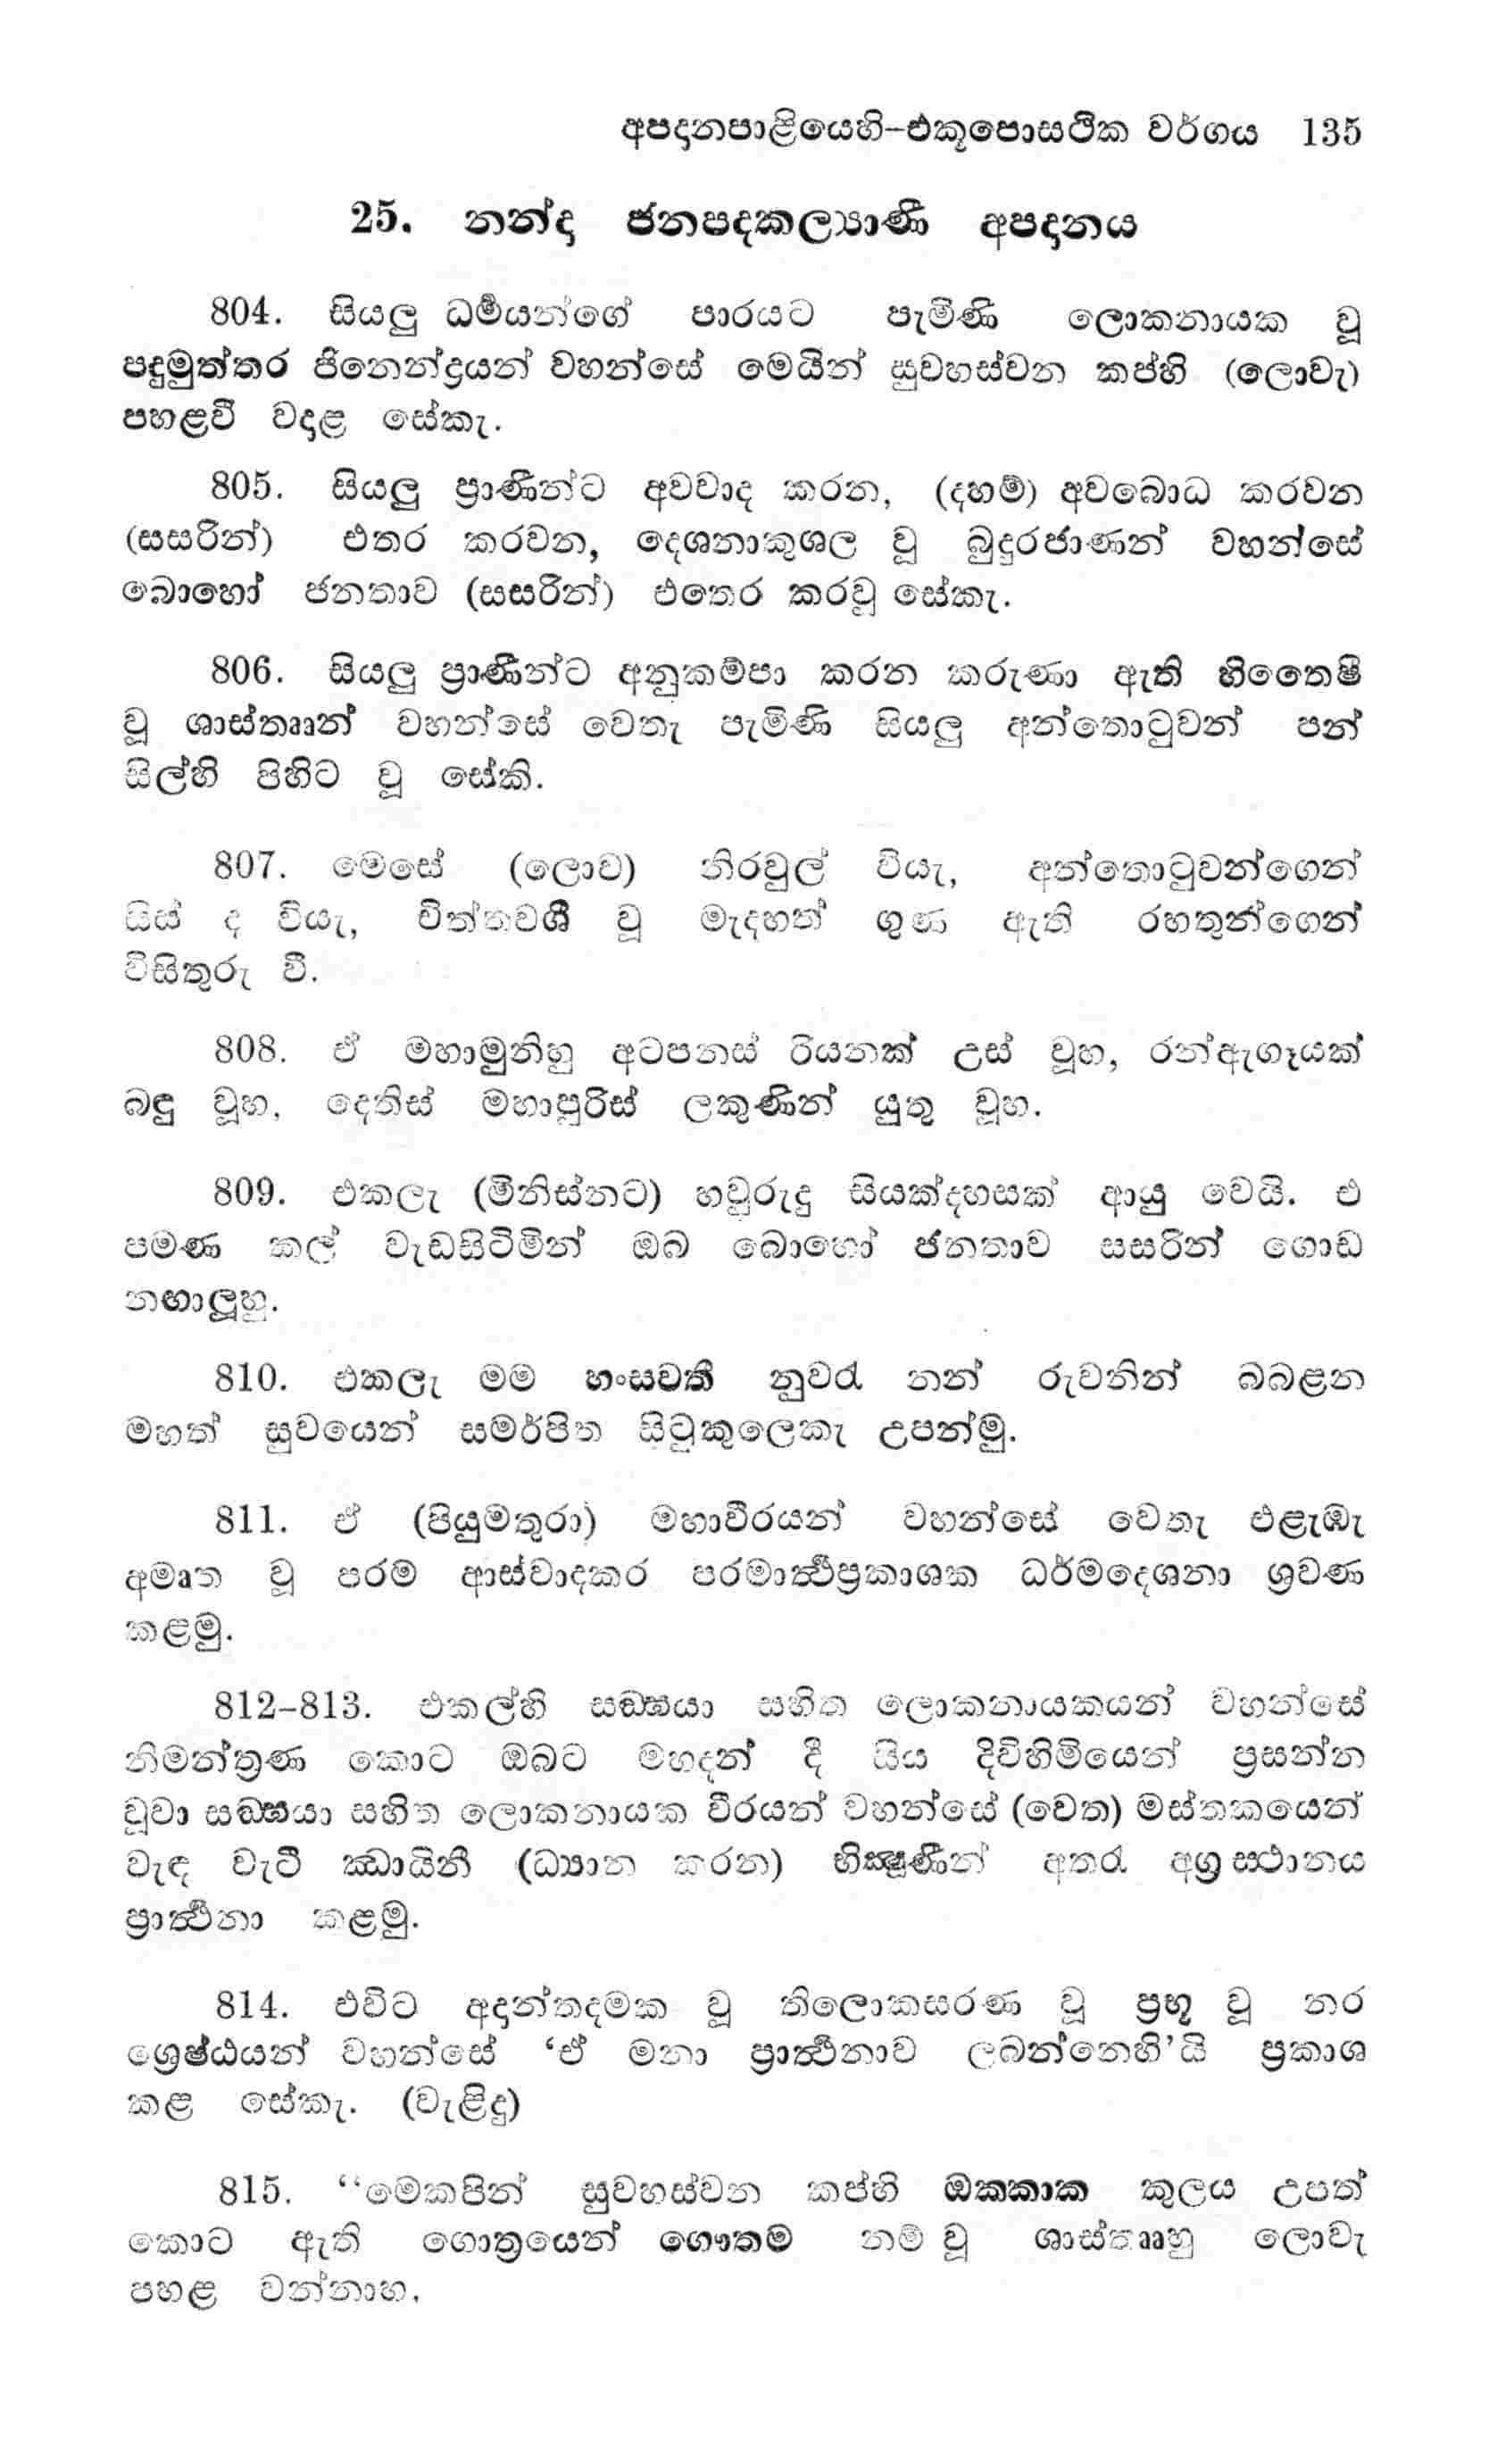 අපදානපාළියෙහි–එකූපොසථික වර්ගය 135
25. නන්දා ජනපදකල්‍යාණි අපදානය
804. සියලු ධර්‍මයන්ගේ පාරයට පැමිණි ලොකනායක වූ
පදුමුත්තර ජිනෙන්ද්‍රයන් වහන්සේ මෙයින් සුවහස්වන කප්හි (ලොවැ)
පහළවී වදාළ සේකැ.
805. සියලු ප්‍රාණීන්ට අවවාද කරන, (දහම්) අවබොධ කරවන
(සසරින්) එතර කරවන, දෙශනාකුශල වූ බුදුරජාණන් වහන්සේ
බොහෝ ජනතාව (සසරින්) එතෙර කරවූ සේකැ.
806. සියලු ප්‍රාණීන්ට අනුකම්පා කරන කරුණා ඇති හිතෛෂී
වූ ශාස්තෲන් වහන්සේ වෙතැ පැමිණි සියලු අන්තොටුවන් පන්
සිල්හි පිහිට වූ සේකි.
807. මෙසේ (ලොව) නිරවුල් වියැ, අන්තොටුවන්ගෙන්
සිස් ද වියැ, චිත්තවශී වූ මැදහත් ගුණ ඇති රහතුන්ගෙන්
විසිතුරු වී.
808. ඒ මහාමුනිහු අටපනස් රියනක් උස් වූහ, රන්ඇගෑයක්
බඳු වූහ, දෙතිස් මහාපුරිස් ලකුණින් යුතු වූහ.
809. එකලැ (මිනිස්නට) හවුරුදු සියක්දහසක් ආයු වෙයි. එ
පමණ කල් වැඩසිටිමින් ඔබ බොහෝ ජනතාව සසරින් ගොඩ
නඟාලූහු.
810. එකලැ මම හංසවතී නුවරැ නන් රුවනින් බබළන
මහත් සුවයෙන් සමර්පිත සිටුකුලෙකැ උපන්මු.
811. ඒ (පියුමතුරා) මහාවීරයන් වහන්සේ වෙතැ එළැඹැ
අමෘත වූ පරම ආස්වාදකර පරමාර්‍ත්‍ථප්‍රකාශක ධර්මදෙශනා ශ්‍රවණ
කළමු.
812–813. එකල්හි සඞ්ඝයා සහිත ලොකනායකයන් වහන්සේ
නිමන්ත්‍රණ කොට ඔබට මහදන් දී සිය දිවිහිමියෙන් ප්‍රසන්න
වූවා සඞ්ඝයා සහිත ලොකනායක වීරයන් වහන්සේ (වෙත) මස්තකයෙන්
වැඳ වැටී ඣායිනී (ධ්‍යාන කරන) භික්‍ෂුණීන් අතරැ අග්‍ර ස්ථානය
ප්‍රාර්‍ත්‍ථනා කළමු.
814. එවිට අදාන්තදමක වූ තිලොකසරණ වූ ප්‍රභූ වූ නර
ශ්‍රෙෂ්ඨයන් වහන්සේ ‘ඒ මනා ප්‍රාර්‍ත්‍ථනාව ලබන්නෙහි’යි ප්‍රකාශ
කළ සේකැ. (වැළිදු)
815. “මෙකපින් සුවහස්වන කප්හි ඔක්කාක කුලය උපත්
කොට ඇති ගොත්‍රයෙන් ගෞතම නම් වූ ශාස්තෲහු ලොවැ
පහළ වන්නාහ,